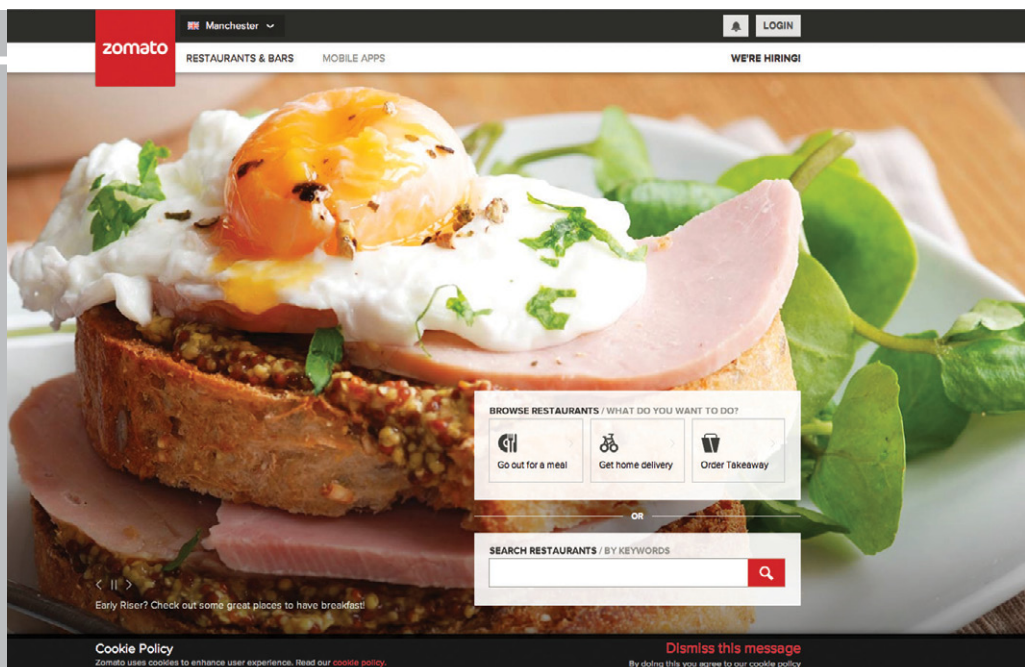 Manchester
LOGIN
zomato
RESTAURANTS & BARS
MOBILE APPS
WE'RE HIRING!
BROWSE RESTAURANTS / WHAT DO YOU WANT TO DO?
Go out for a meal
Get home delivery
Order Takeaway
OR
SEARCH RESTAURANTS / BY KEYWORDS
Early Riser? Check out some great places to have breakfast!
Cookie Policy
Dismiss this message
Zomato uses cookies to enhance user experience. Read our cookie policy.
By doing this you agree to our cookie policy